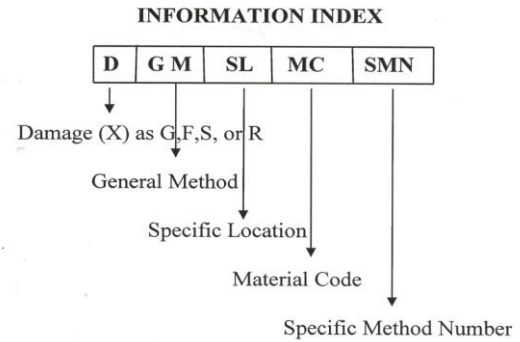 INFORMATION INDEX
D G M SL MC SMN
Damage (X) as G,F,S, or R
General Method
Specific Location
Material Code
Specific Method Number